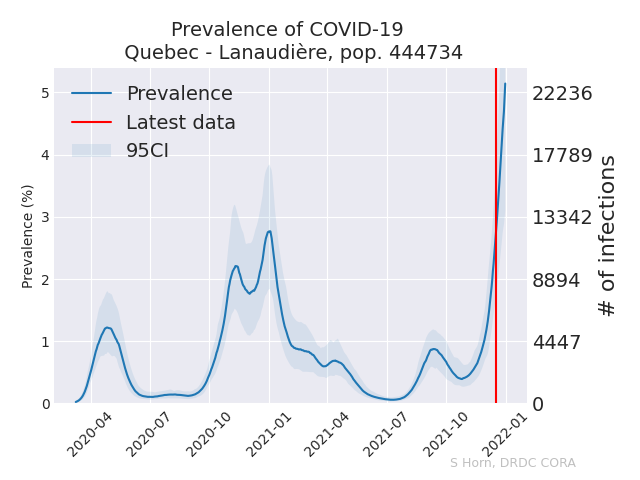 Prevalence of COVID-19
Quebec - Lanaudière, pop. 444734
Prevalence
Latest data
95CI
Prevalence (%)
5
4
3
2
1
0
22236
17789
13342
8894
4447
0
# of infections
2020-04
2020-07
2020-10
2021-01
2021-04
2021-07
2021-10
2022-01
S Horn, DRDC CORA